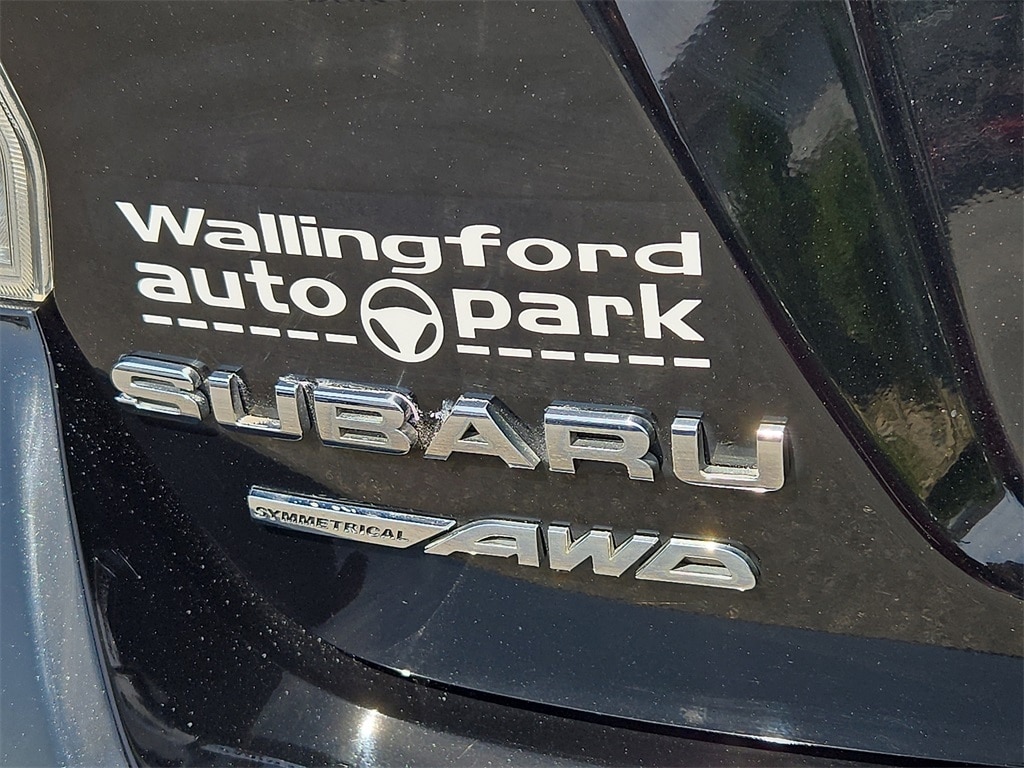 Wallingford
auto park
SUBARU
SYMMETRICAL AWD